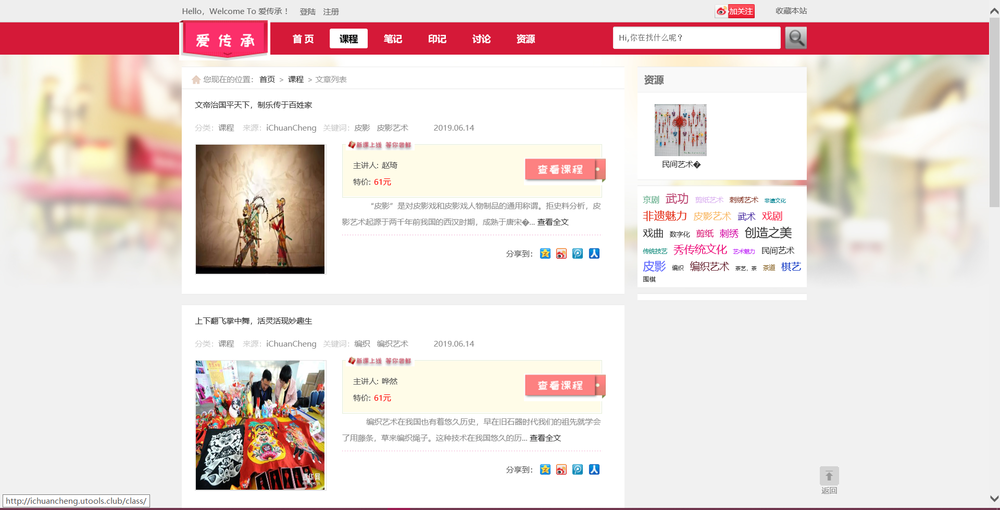 Hello，Welcome To 爱传承！ 登陆 注册
加关注 收藏本站
爱传承 首 页 课程 笔记 印记 讨论 资源
Hi,你在找什么呢？
您现在的位置： 首页 > 课程 > 文章列表
文帝治国平天下，制乐传于百姓家
分类：课程 来源：iChuanCheng 关键词：皮影 皮影艺术 2019.06.14
新课上线 等你尝鲜
主讲人: 赵琦
特价: 61元
查看课程
“皮影”是对皮影戏和皮影戏人物制品的通用称谓。拒史料分析，皮
影艺术起源于两千年前我国的西汉时期，成熟于唐宋�... 查看全文
分享到：
上下翻飞掌中舞，活灵活现妙趣生
分类：课程 来源：iChuanCheng 关键词：编织 编织艺术 2019.06.14
新课上线 等你尝鲜
主讲人: 哗然
特价: 61元
查看课程
编织艺术在我国也有着悠久历史，早在旧石器时代我们的祖先就学会
了用藤条，草来编织绳子。这种技术在我国悠久的历... 查看全文
分享到：
新华网
资源
民间艺术�
京剧 武功 剪纸艺术 刺绣艺术 非遗文化
非遗魅力 皮影艺术 武术 戏剧
戏曲 数字化 剪纸 刺绣 创造之美
传统技艺 秀传统文化 艺术魅力 民间艺术
皮影 编织 编织艺术 茶艺，茶 茶道 棋艺
围棋
返回
http://ichuancheng.utools.club/class/